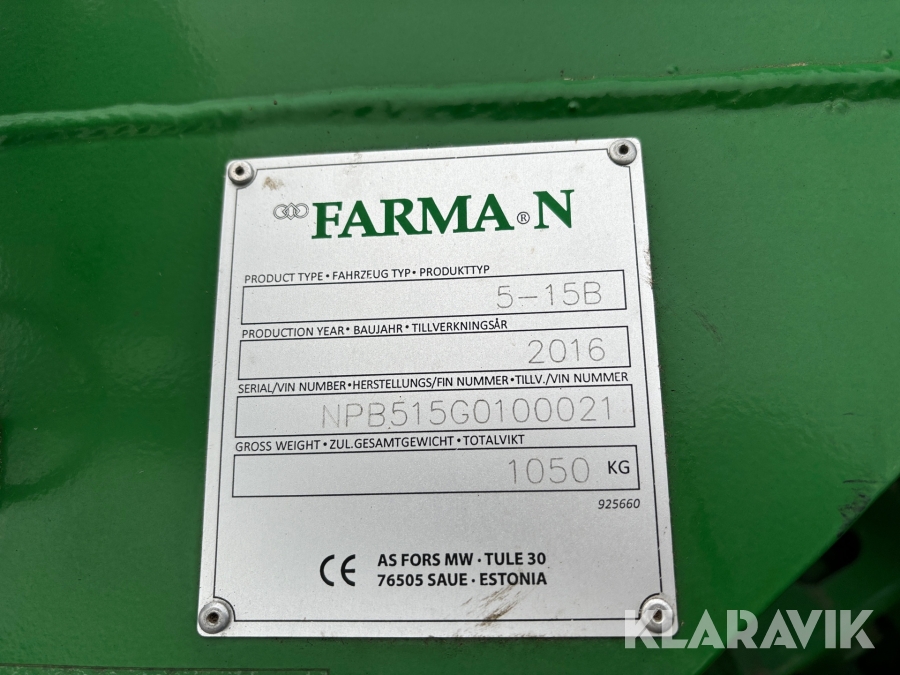 FARMA®N
PRODUCT TYPE • FAHRZEUG TYP • PRODUKTTYP
5-15B
PRODUCTION YEAR • BAUJAHR • TILLVERKNINGSÅR
2016
SERIAL/VIN NUMBER • HERSTELLUNGS/FIN NUMMER • TILLV./VIN NUMMER
NPB515G0100021
GROSS WEIGHT • ZUL.GESAMTGEWICHT • TOTALVIKT
1050 KG
925660
CE AS FORS MW · TULE 30
76505 SAUE · ESTONIA
KLARAVIK